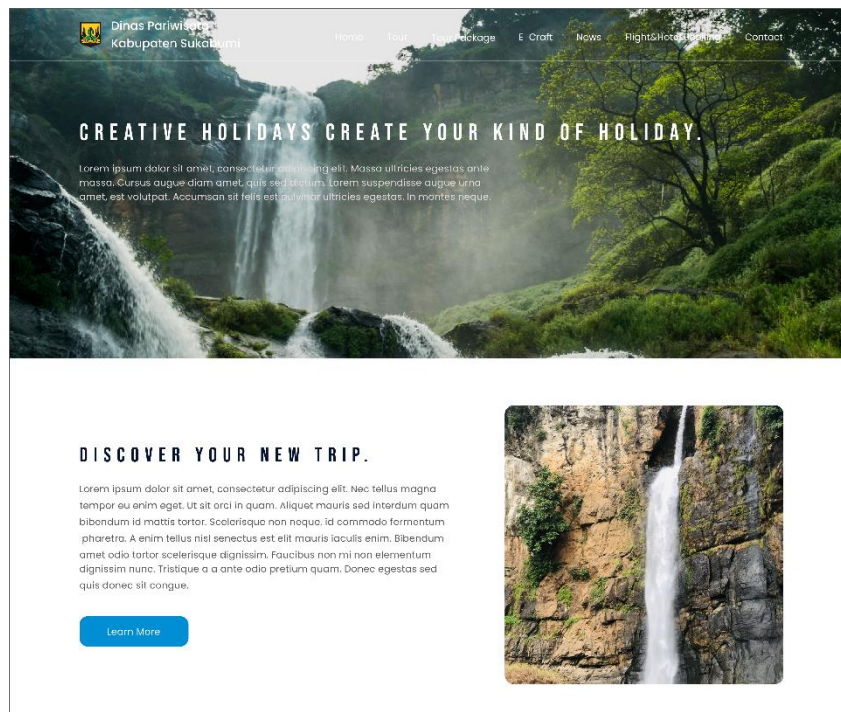 Dinas Pariwisata
Kabupaten Sukabumi
Home Tour Tour Package E Craft News Flight&Hotel Booking Contact
CREATIVE HOLIDAYS CREATE YOUR KIND OF HOLIDAY.
Lorem ipsum dolor sit amet, consectetur adipiscing elit. Massa ultricies egestas ante
massa. Cursus augue diam amet, quis sed dictum. Lorem suspendisse augue urna
amet, est volutpat. Accumsan sit felis est pulvinar ultricies egestas. In montes neque.
DISCOVER YOUR NEW TRIP.
Lorem ipsum dolor sit amet, consectetur adipiscing elit. Nec tellus magna
tempor eu enim eget. Ut sit orci in quam. Aliquet mauris sed interdum quam
bibendum id mattis tortor. Scelerisque non neque, id commodo fermentum
pharetra. A enim tellus nisl senectus est elit mauris iaculis enim. Bibendum
amet odio tortor scelerisque dignissim. Faucibus non mi non elementum
dignissim nunc. Tristique a a ante odio pretium quam. Donec egestas sed
quis donec sit congue.
Learn More